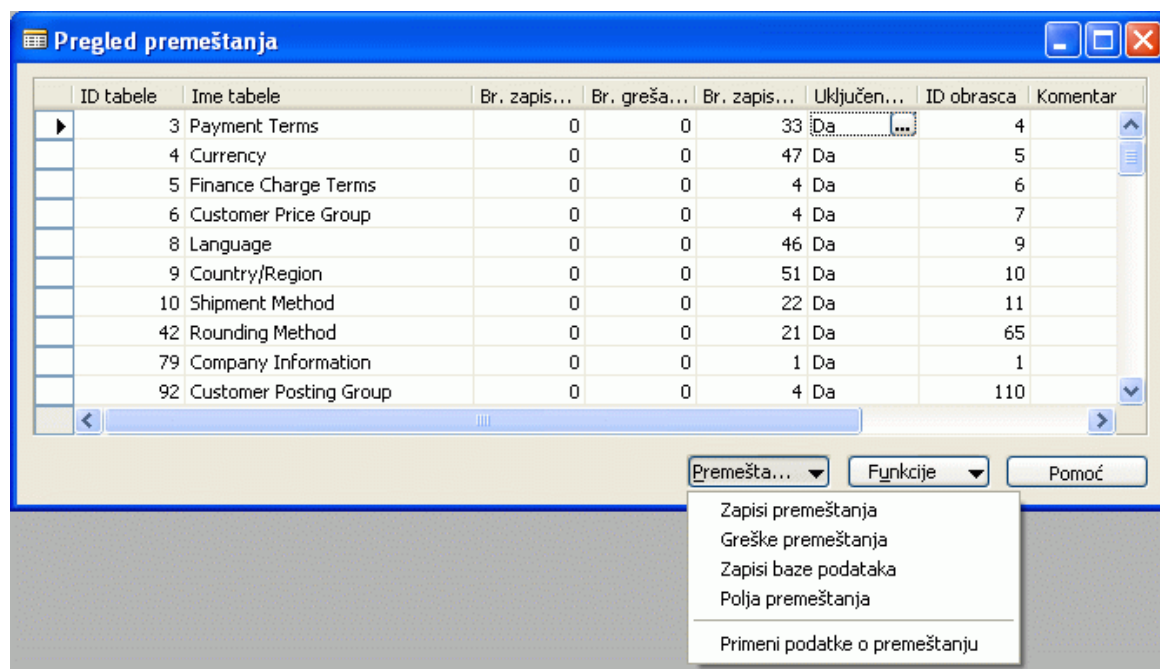 Pregled premeštanja
ID tabele Ime tabele Br. zapis... Br. greša... Br. zapis... Uključen... ID obrasca Komentar
3 Payment Terms 0 0 33 Da ... 4
4 Currency 0 0 47 Da 5
5 Finance Charge Terms 0 0 4 Da 6
6 Customer Price Group 0 0 4 Da 7
8 Language 0 0 46 Da 9
9 Country/Region 0 0 51 Da 10
10 Shipment Method 0 0 22 Da 11
42 Rounding Method 0 0 21 Da 65
79 Company Information 0 0 1 Da 1
92 Customer Posting Group 0 0 4 Da 110
Premešta... Funkcije Pomoć
Zapisi premeštanja
Greške premeštanja
Zapisi baze podataka
Polja premeštanja
Primeni podatke o premeštanju